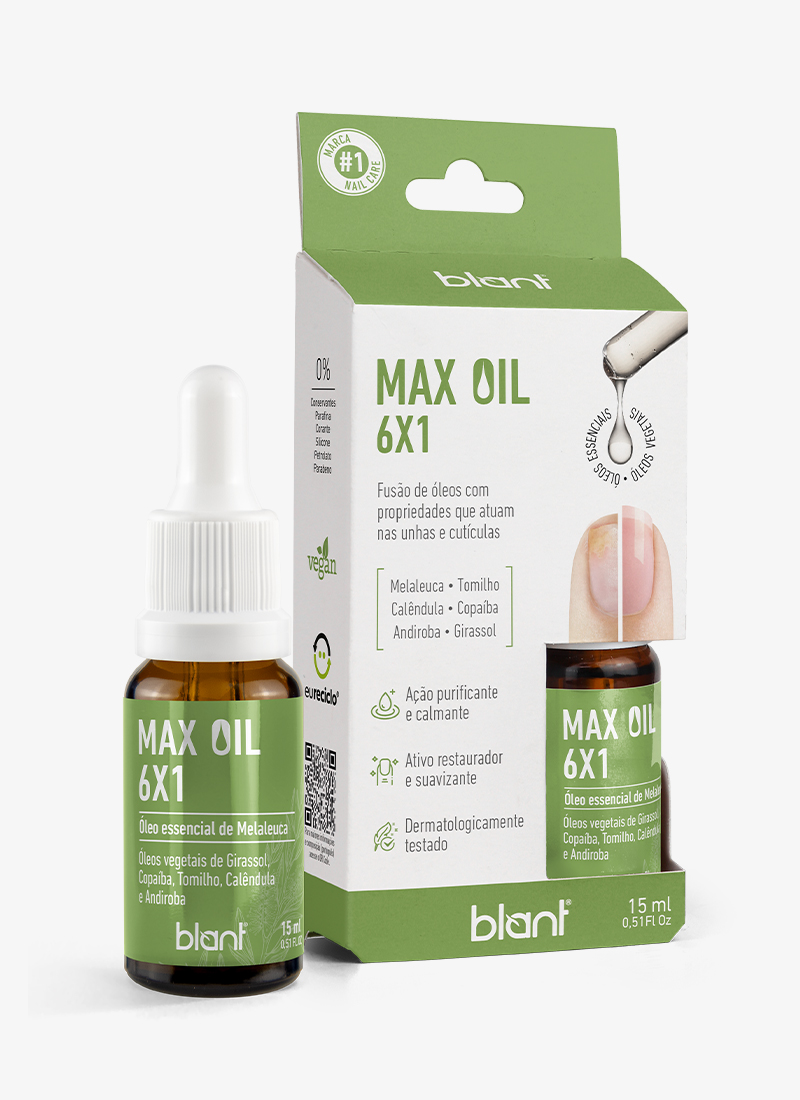 MARCA
#1
NAIL CARE
blant
MAX OIL
6X1
ÓLEOS ESSENCIAIS • ÓLEOS VEGETAIS •
Fusão de óleos com
propriedades que atuam
nas unhas e cutículas
Melaleuca • Tomilho
Calêndula • Copaíba
Andiroba • Girassol
Ação purificante
e calmante
Ativo restaurador
e suavizante
Dermatologicamente
testado
blant®
15 ml
0,51Fl Oz
0%
Conservantes
Parafina
Corante
Silicone
Petrolato
Parabeno
vegan
eureciclo®
MAX OIL
6X1
Óleo essencial de Melaleuca
Óleos vegetais de Girassol,
Copaíba, Tomilho, Calêndula
e Andiroba
blant®
15 ml
0,51 Fl Oz
MAX OIL
6X1
Óleo essencial de Melal
Óleos vegetais de Girassol
Copaíba, Tomilho, Calêndul
e Andiroba